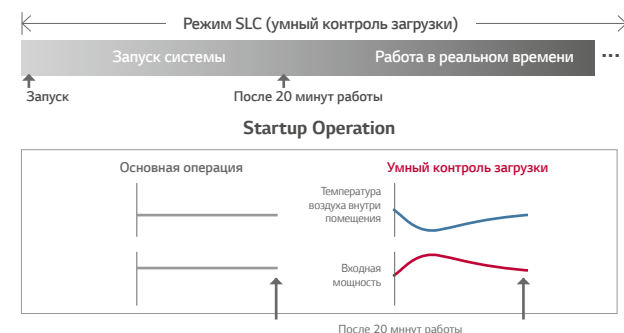 Режим SLC (умный контроль загрузки)
Запуск системы
Работа в реальном времени
...
Запуск
После 20 минут работы
Startup Operation
Основная операция
Умный контроль загрузки
Температура
воздуха внутри
помещения
Входная
мощность
После 20 мнут работы